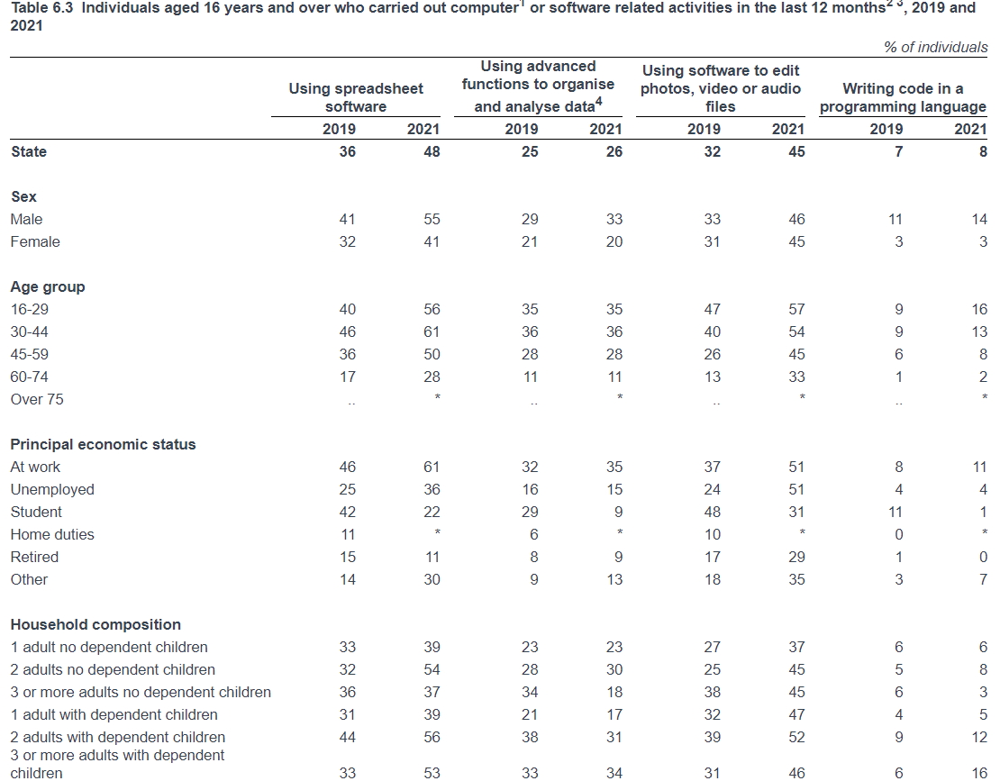 Table 6.3 Individuals aged 16 years and over who carried out computer1 or software related activities in the last 12 months2 3, 2019 and
2021
% of individuals
Using spreadsheet software Using advanced functions to organise and analyse data4 Using software to edit photos, video or audio files Writing code in a programming language
2019 2021 2019 2021 2019 2021 2019 2021
State 36 48 25 26 32 45 7 8
Sex
Male 41 55 29 33 33 46 11 14
Female 32 41 21 20 31 45 3 3
Age group
16-29 40 56 35 35 47 57 9 16
30-44 46 61 36 36 40 54 9 13
45-59 36 50 28 28 26 45 6 8
60-74 17 28 11 11 13 33 1 2
Over 75 .. * .. * .. * .. *
Principal economic status
At work 46 61 32 35 37 51 8 11
Unemployed 25 36 16 15 24 51 4 4
Student 42 22 29 9 48 31 11 1
Home duties 11 * 6 * 10 * 0 *
Retired 15 11 8 9 17 29 1 0
Other 14 30 9 13 18 35 3 7
Household composition
1 adult no dependent children 33 39 23 23 27 37 6 6
2 adults no dependent children 32 54 28 30 25 45 5 8
3 or more adults no dependent children 36 37 34 18 38 45 6 3
1 adult with dependent children 31 39 21 17 32 47 4 5
2 adults with dependent children 44 56 38 31 39 52 9 12
3 or more adults with dependent
children 33 53 33 34 31 46 6 16